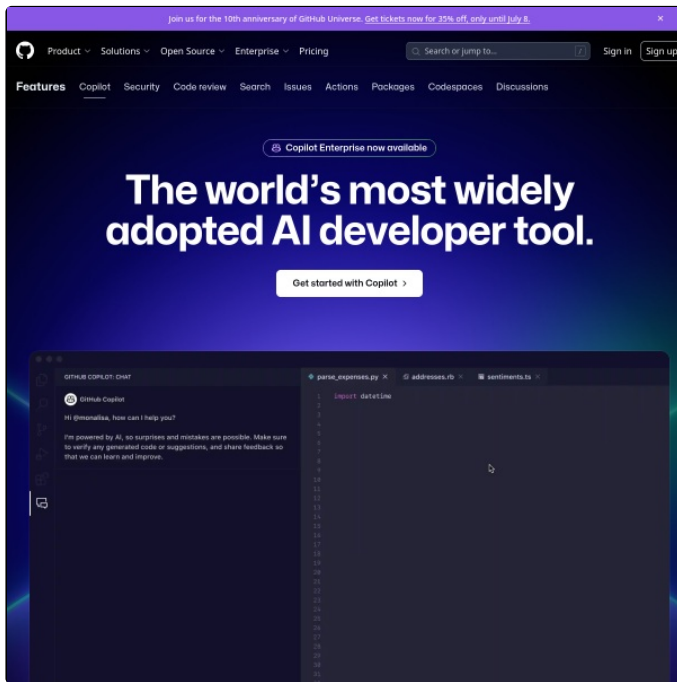 Join us for the 10th anniversary of GitHub Universe. Get tickets now for 35% off, only until July 8.
Product Solutions Open Source Enterprise Pricing Search or jump to... / Sign in Sign up
Features Copilot Security Code review Search Issues Actions Packages Codespaces Discussions
Copilot Enterprise now available
The world's most widely
adopted AI developer tool.
Get started with Copilot
GITHUB COPILOT: CHAT
GitHub Copilot
Hi @monalisa, how can I help you?
I'm powered by AI, so surprises and mistakes are possible. Make sure
to verify any generated code or suggestions, and share feedback so
that we can learn and improve.
parse_expenses.py addresses.rb sentiments.ts
1 import datetime
2
3
4
5
6
7
8
9
10
11
12
13
14
15
16
17
18
19
20
21
22
23
24
25
26
27
28
29
30
31